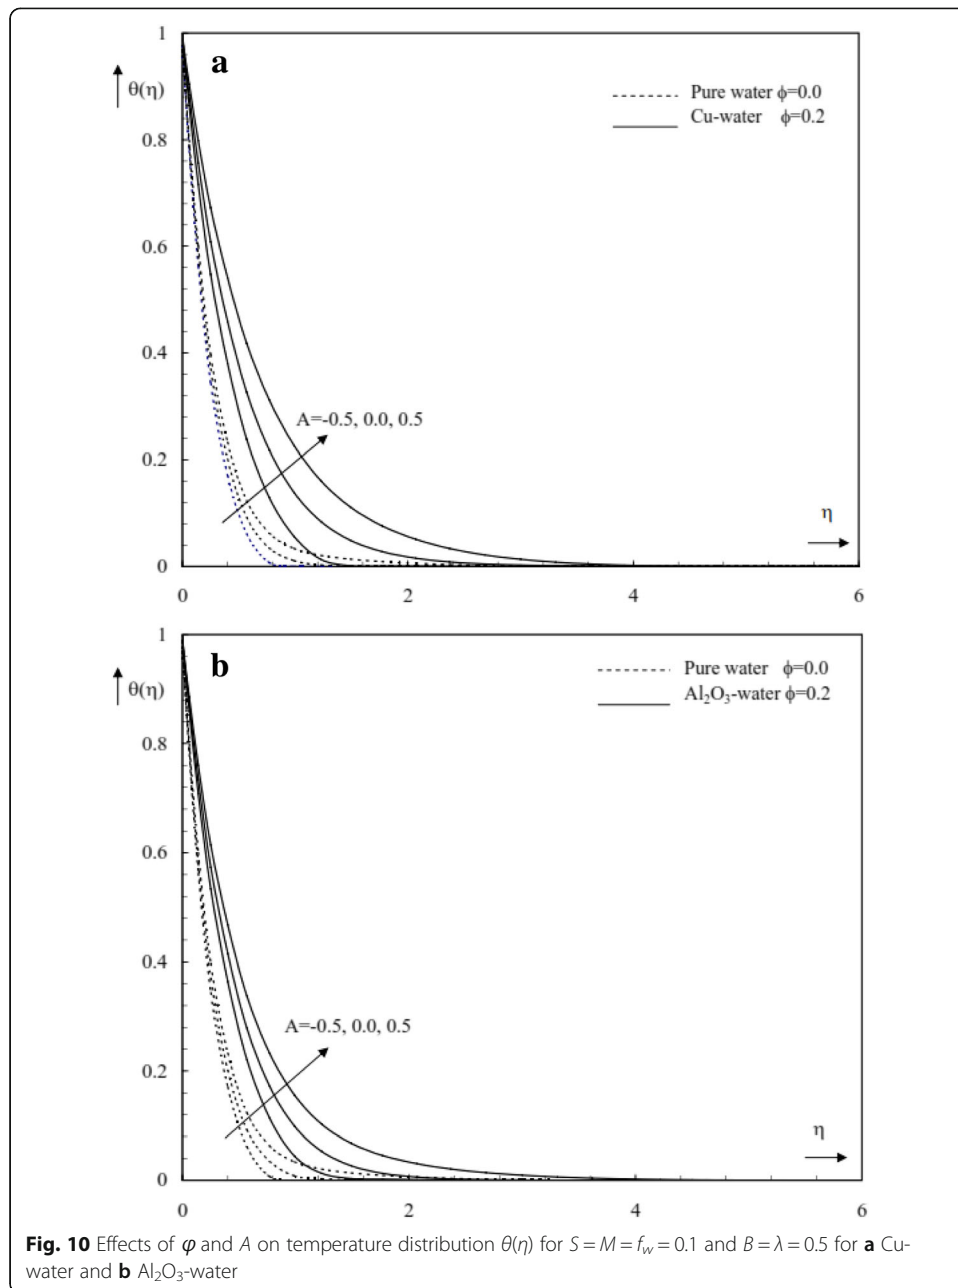 1
a
θ(η)
Pure water ϕ=0.0
Cu-water ϕ=0.2
0.8
0.6
0.4
A=-0.5, 0.0, 0.5
0.2
η
0
0 2 4 6
1
b
θ(η)
Pure water ϕ=0.0
Al₂O₃-water ϕ=0.2
0.8
0.6
0.4
A=-0.5, 0.0, 0.5
0.2
η
0
0 2 4 6
Fig. 10 Effects of φ and A on temperature distribution θ(η) for S = M = f_w = 0.1 and B = λ = 0.5 for a Cu-
water and b Al₂O₃-water